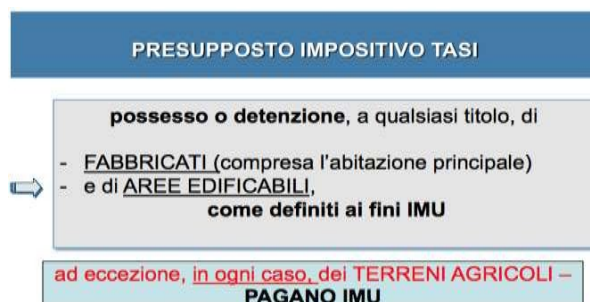 PRESUPPOSTO IMPOSITIVO TASI
possesso o detenzione, a qualsiasi titolo, di
- FABBRICATI (compresa l'abitazione principale)
- e di AREE EDIFICABILI,
come definiti ai fini IMU
ad eccezione, in ogni caso, dei TERRENI AGRICOLI –
PAGANO IMU